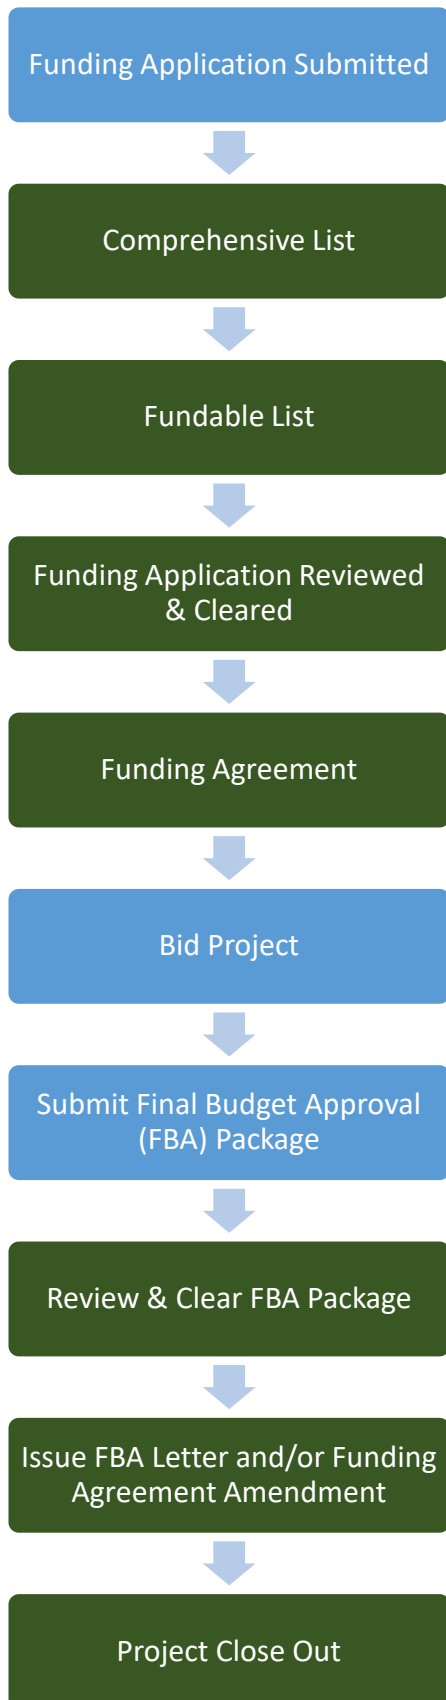 Funding Application Submitted
Comprehensive List
Fundable List
Funding Application Reviewed
& Cleared
Funding Agreement
Bid Project
Submit Final Budget Approval
(FBA) Package
Review & Clear FBA Package
Issue FBA Letter and/or Funding
Agreement Amendment
Project Close Out